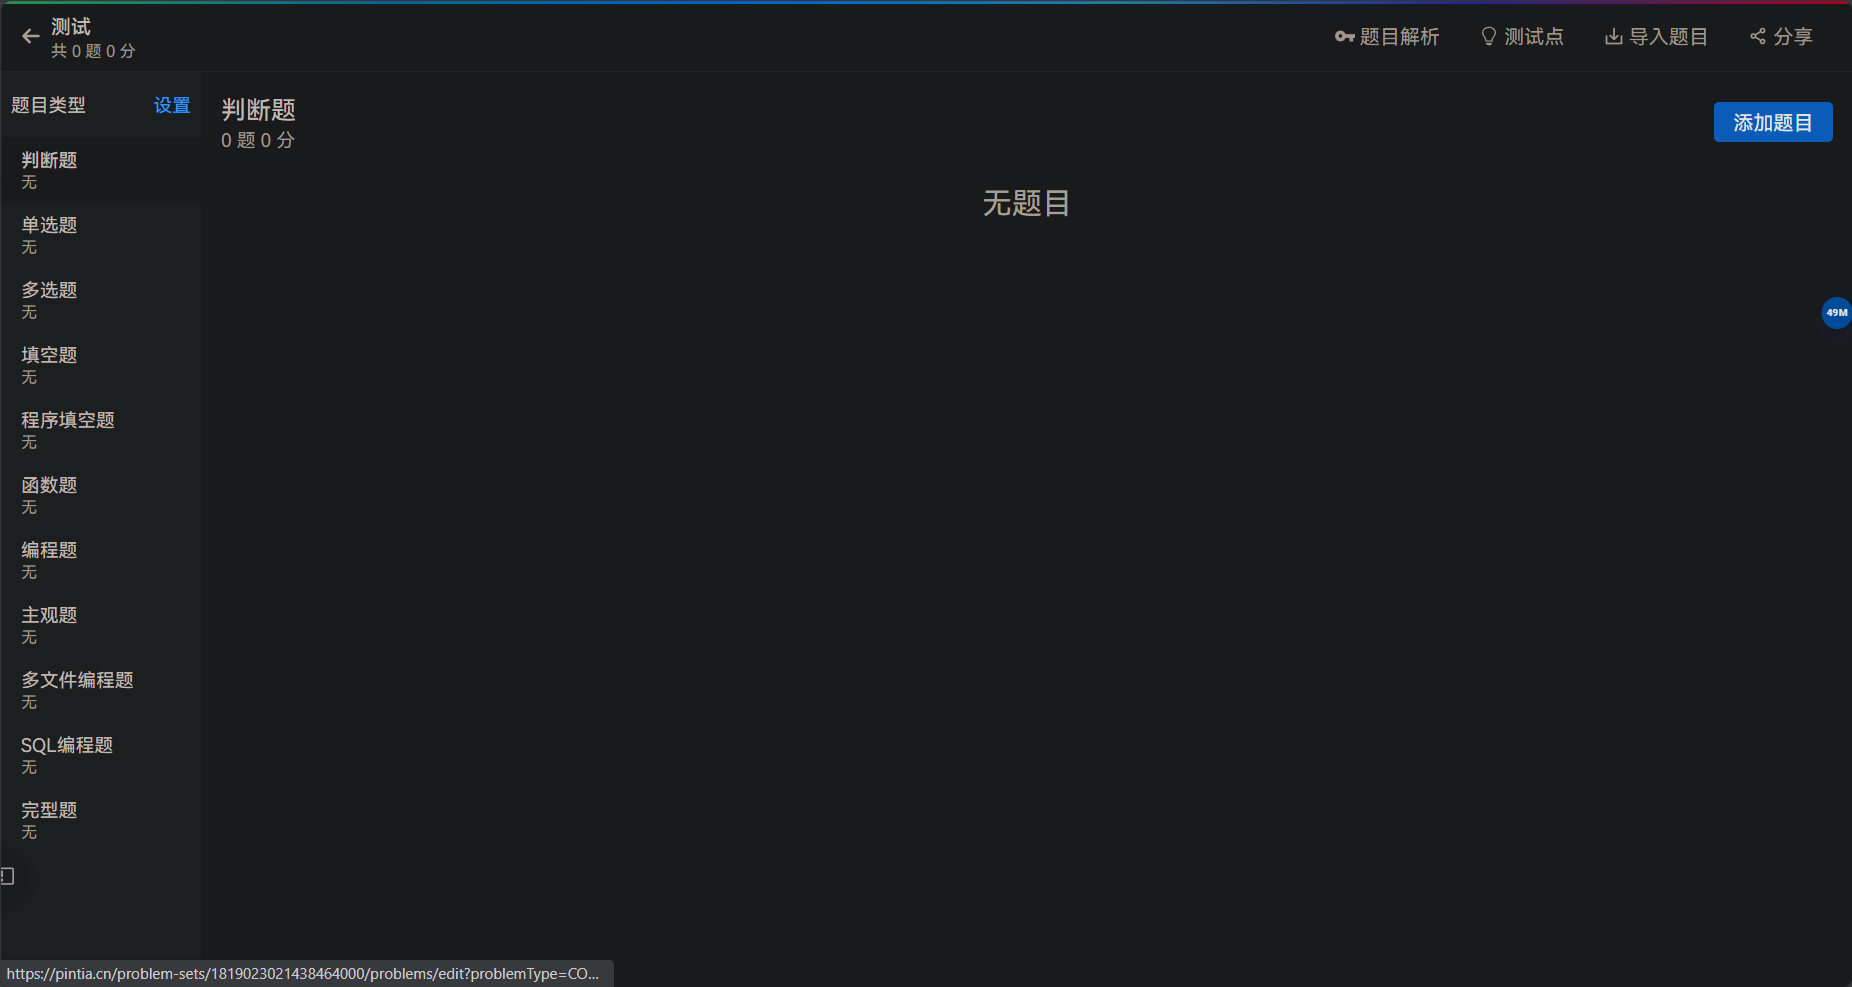 测试
共 0 题 0 分
题目解析
测试点
导入题目
分享
题目类型
设置
判断题
无
单选题
无
多选题
无
填空题
无
程序填空题
无
函数题
无
编程题
无
主观题
无
多文件编程题
无
SQL编程题
无
完型题
无
判断题
0 题 0 分
添加题目
无题目
49M
https://pintia.cn/problem-sets/1819023021438464000/problems/edit?problemType=CO...